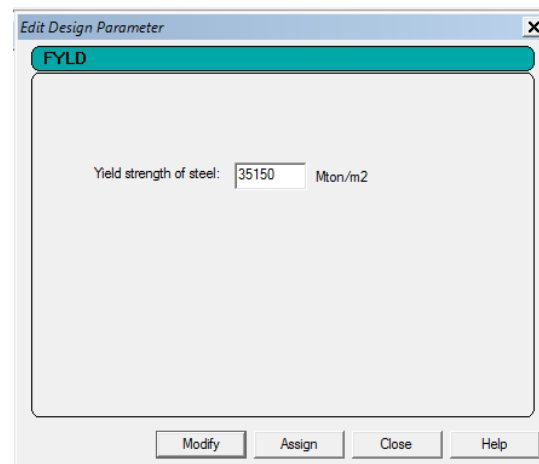 Edit Design Parameter
FYLD
Yield strength of steel: 35150 Mton/m2
Modify Assign Close Help